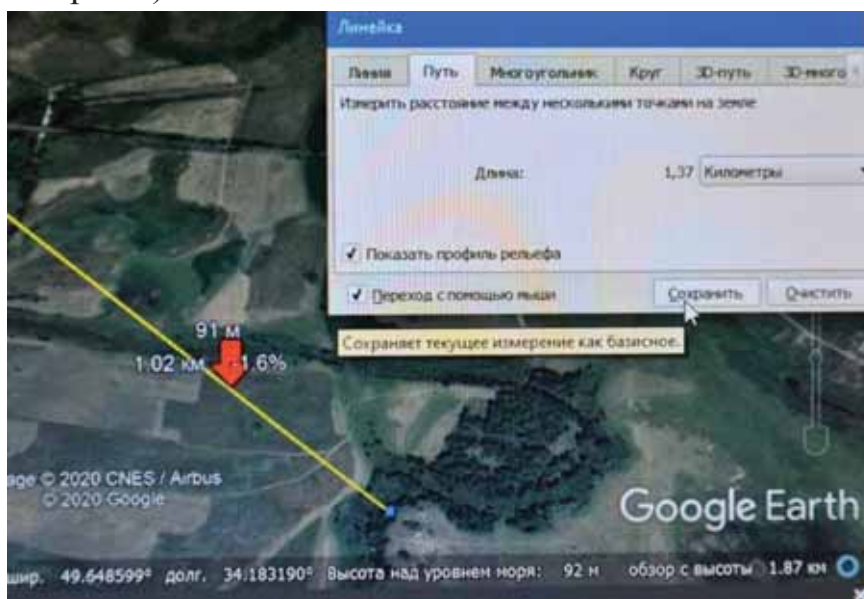 Линейка
Линия Путь Многоугольник Круг 3D-путь 3D-много
Измерить расстояние между несколькими точками на земле
Длина: 1,37 Километры
Показать профиль рельефа
Переход с помощью мыши Сохранить Очистить
Сохраняет текущее измерение как базисное.
91 м
1.02 км 1.6%
age © 2020 CNES / Airbus
© 2020 Google
Google Earth
шир. 49.648599° долг. 34.183190° Высота над уровнем моря: 92 м обзор с высоты 1.87 км